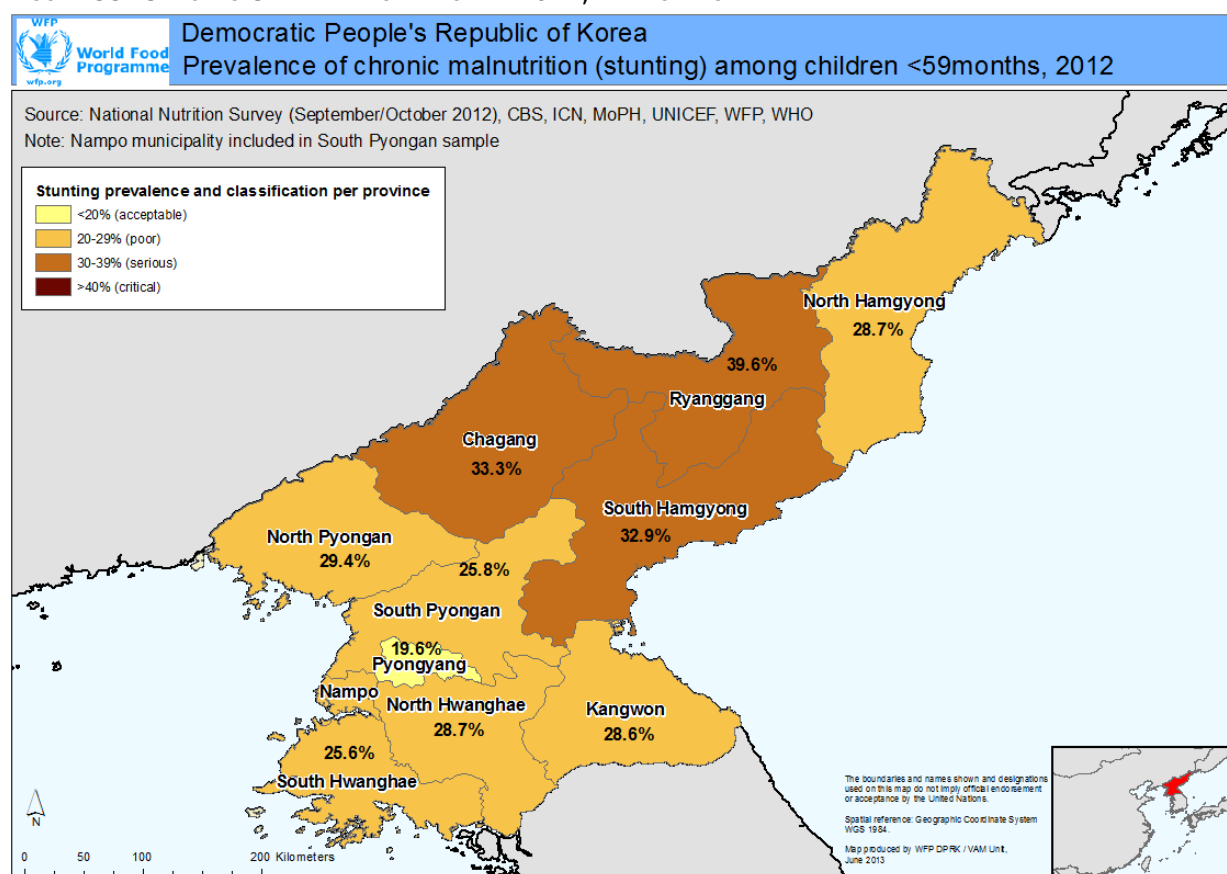 WFP
World Food
Programme
wfp.org
Democratic People's Republic of Korea
Prevalence of chronic malnutrition (stunting) among children <59months, 2012
Source: National Nutrition Survey (September/October 2012), CBS, ICN, MoPH, UNICEF, WFP, WHO
Note: Nampo municipality included in South Pyongan sample
Stunting prevalence and classification per province
<20% (acceptable)
20-29% (poor)
30-39% (serious)
>40% (critical)
North Hamgyong
28.7%
39.6%
Ryanggang
Chagang
33.3%
South Hamgyong
32.9%
North Pyongan
29.4%
25.8%
South Pyongan
19.6%
Pyongyang
Nampo
North Hwanghae
28.7%
Kangwon
28.6%
25.6%
South Hwanghae
The boundaries and names shown and designations
used on this map do not imply official endorsement
or acceptance by the United Nations.
Spatial reference: Geographic Coordinate System
WGS 1984.
Map produced by WFP DPRK / VAM Unit,
June 2013
N
0 50 100 200 Kilometers